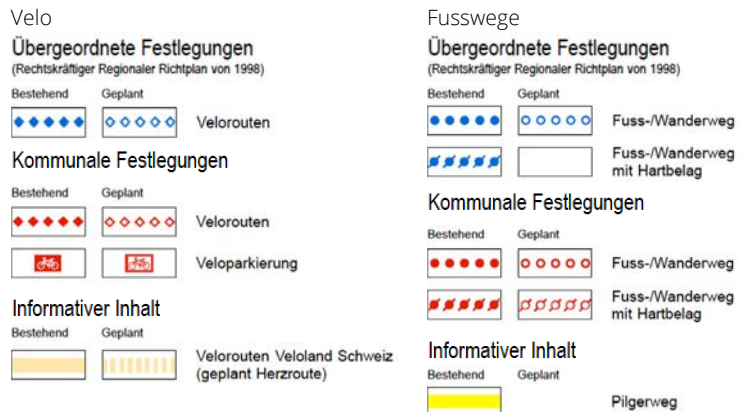 Velo
Übergeordnete Festlegungen
(Rechtskräftiger Regionaler Richtplan von 1998)
Bestehend Geplant
Velorouten
Kommunale Festlegungen
Bestehend Geplant
Velorouten
Veloparkierung
Informativer Inhalt
Bestehend Geplant
Velorouten Veloland Schweiz
(geplant Herzroute)
Fusswege
Übergeordnete Festlegungen
(Rechtskräftiger Regionaler Richtplan von 1998)
Bestehend Geplant
Fuss-/Wanderweg
Fuss-/Wanderweg
mit Hartbelag
Kommunale Festlegungen
Bestehend Geplant
Fuss-/Wanderweg
Fuss-/Wanderweg
mit Hartbelag
Informativer Inhalt
Bestehend Geplant
Pilgerweg